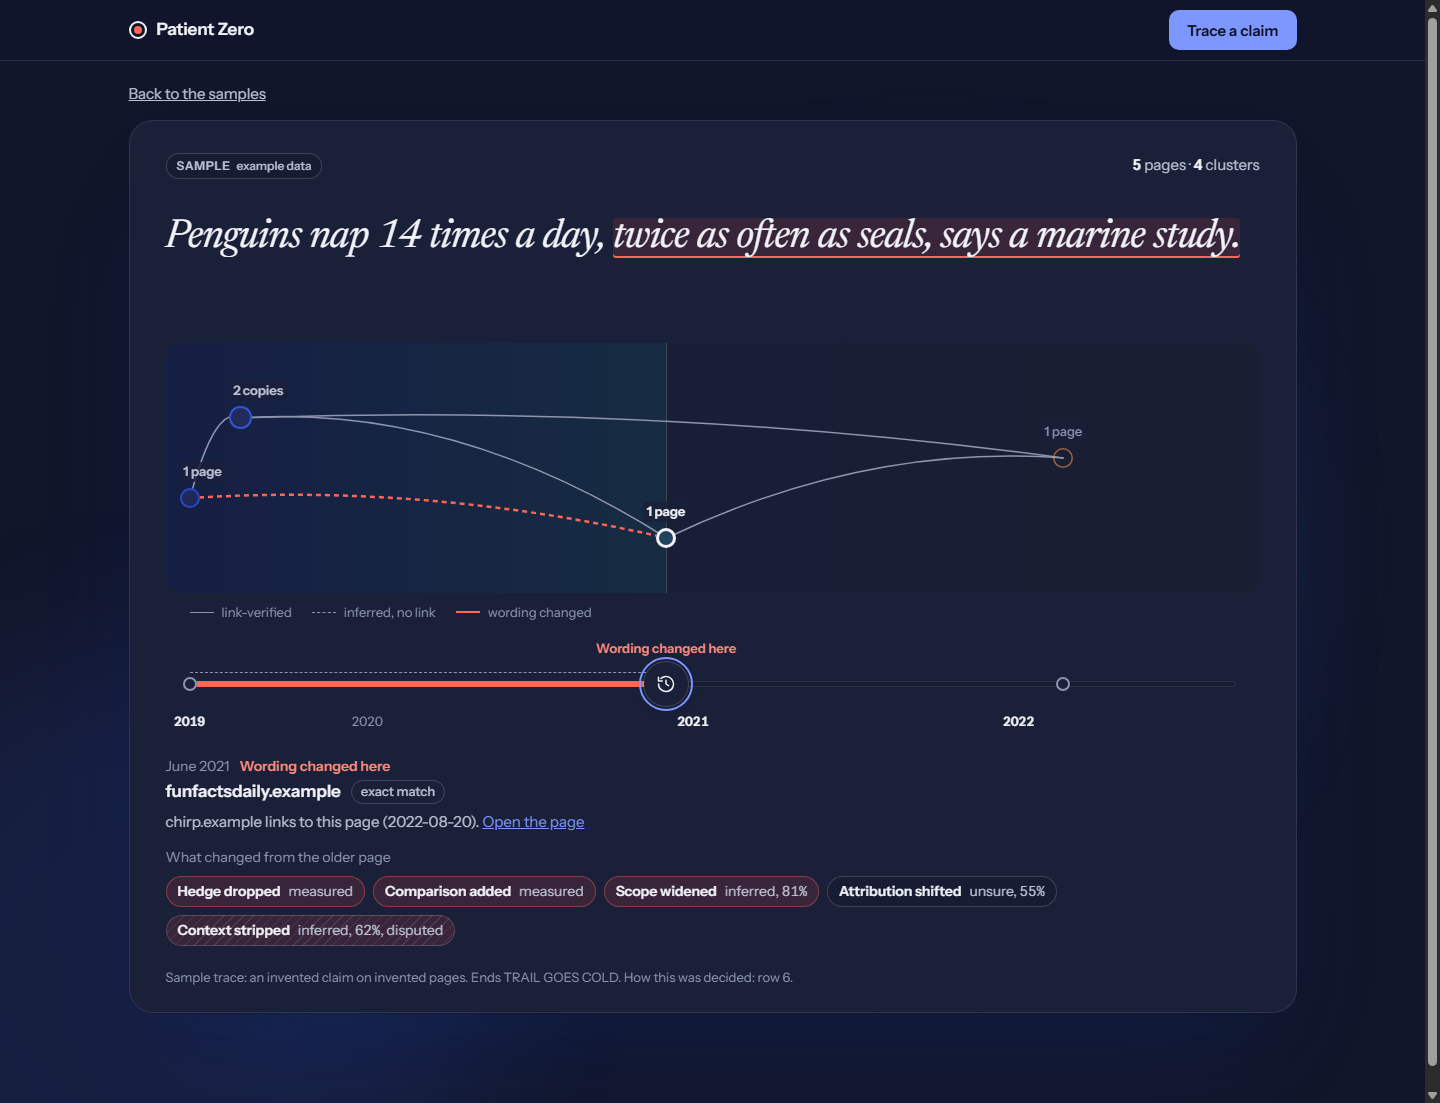 Patient Zero
Trace a claim
Back to the samples
SAMPLE example data
5 pages · 4 clusters
Penguins nap 14 times a day, twice as often as seals, says a marine study.
2 copies
1 page
1 page
1 page
link-verified
inferred, no link
wording changed
Wording changed here
2019
2020
2021
2022
June 2021 Wording changed here
funfactsdaily.example exact match
chirp.example links to this page (2022-08-20). Open the page
What changed from the older page
Hedge dropped measured
Comparison added measured
Scope widened inferred, 81%
Attribution shifted unsure, 55%
Context stripped inferred, 62%, disputed
Sample trace: an invented claim on invented pages. Ends TRAIL GOES COLD. How this was decided: row 6.